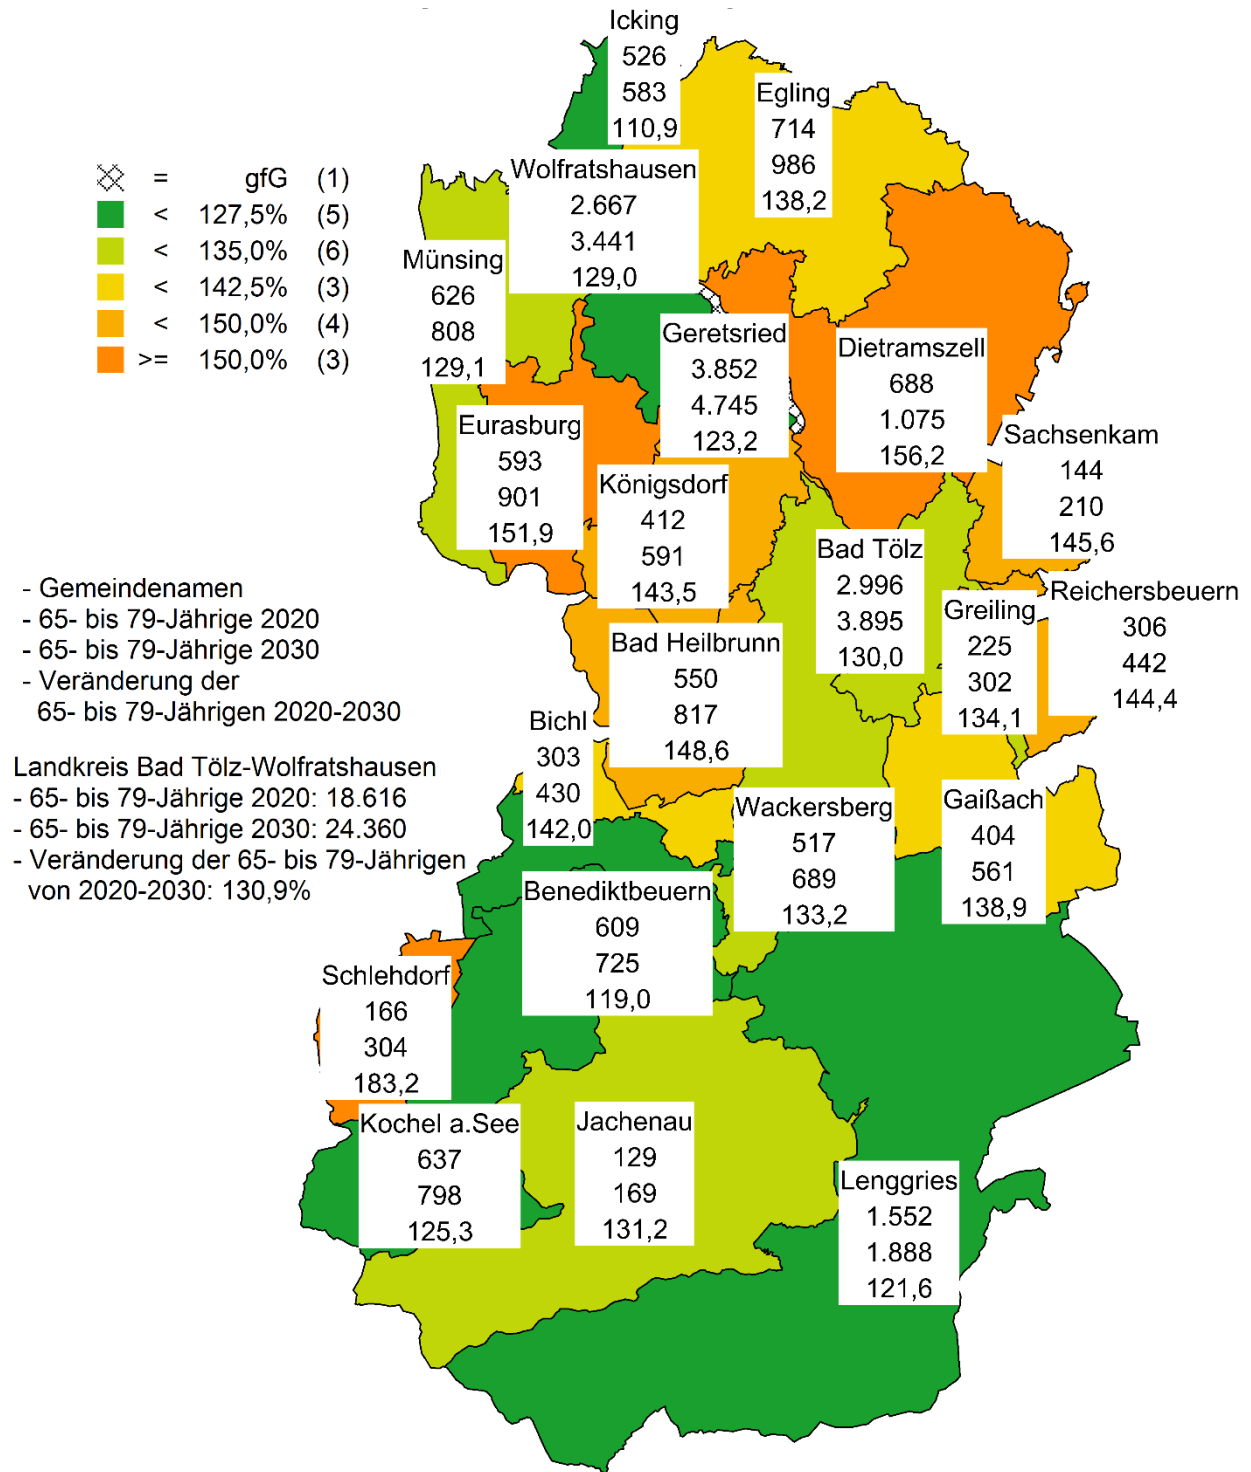 Icking
526
583
110,9
Egling
714
986
138,2
= gfG (1)
< 127,5% (5)
< 135,0% (6)
< 142,5% (3)
< 150,0% (4)
>= 150,0% (3)
Wolfratshausen
2.667
3.441
129,0
Münsing
626
808
129,1
Geretsried
3.852
4.745
123,2
Dietramszell
688
1.075
156,2
Eurasburg
593
901
151,9
Sachsenkam
144
210
145,6
Königsdorf
412
591
143,5
Bad Tölz
2.996
3.895
130,0
Reichersbeuern
306
442
144,4
Greiling
225
302
134,1
- Gemeindenamen
- 65- bis 79-Jährige 2020
- 65- bis 79-Jährige 2030
- Veränderung der
65- bis 79-Jährigen 2020-2030
Bad Heilbrunn
550
817
148,6
Bichl
303
430
142,0
Landkreis Bad Tölz-Wolfratshausen
- 65- bis 79-Jährige 2020: 18.616
- 65- bis 79-Jährige 2030: 24.360
- Veränderung der 65- bis 79-Jährigen
von 2020-2030: 130,9%
Wackersberg
517
689
133,2
Gaißach
404
561
138,9
Benediktbeuern
609
725
119,0
Schlehdorf
166
304
183,2
Kochel a.See
637
798
125,3
Jachenau
129
169
131,2
Lenggries
1.552
1.888
121,6